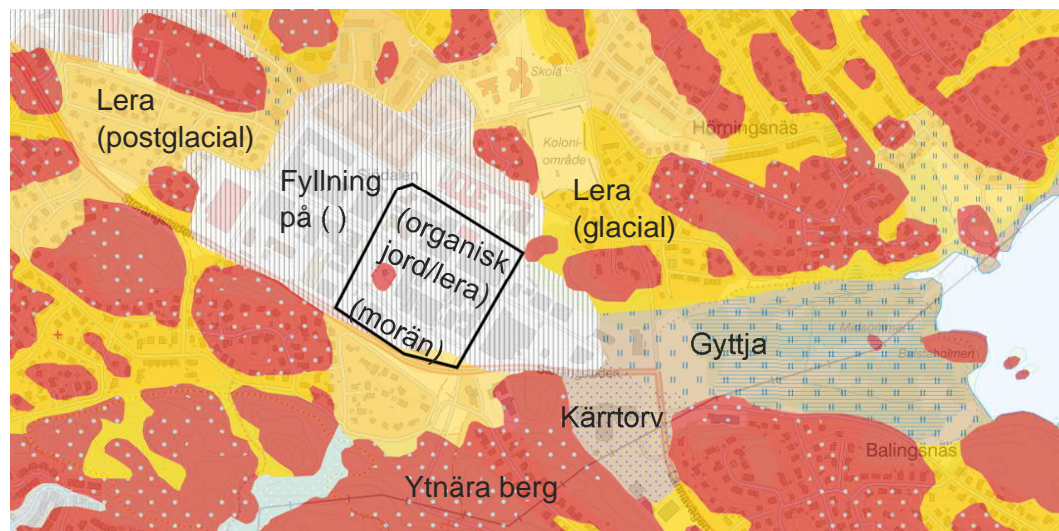 Skola
Lera
(postglacial)
Hörningsnäs
Koloni-
område
Fyllning
på ( )
Lera
(glacial)
(organisk
jord/lera)
(morän)
Gyttja
Kärrtorv
Balingsnäs
Ytnära berg